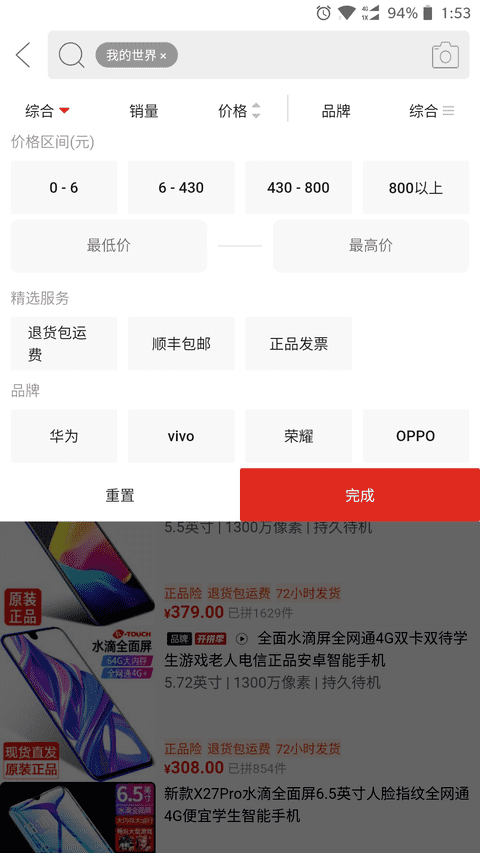 94% 1:53
我的世界 ×
综合 销量 价格 品牌 综合
价格区间(元)
0 - 6 6 - 430 430 - 800 800以上
最低价 最高价
精选服务
退货包运
费
顺丰包邮 正品发票
品牌
华为 vivo 荣耀 OPPO
重置 完成
5.5英寸 | 1300万像素 | 持久待机
原装
正品
正品险 退货包运费 72小时发货
¥379.00 已拼1629件
I-TOUCH
水滴全面屏
64G大内存
全网通4G+
现货直发
原装正品
品牌 开拼季 全面水滴屏全网通4G双卡双待学
生游戏老人电信正品安卓智能手机
5.72英寸 | 1300万像素 | 持久待机
正品险 退货包运费 72小时发货
¥308.00 已拼854件
6.5英寸
水滴全面屏
新款X27Pro水滴全面屏6.5英寸人脸指纹全网通
4G便宜学生智能手机